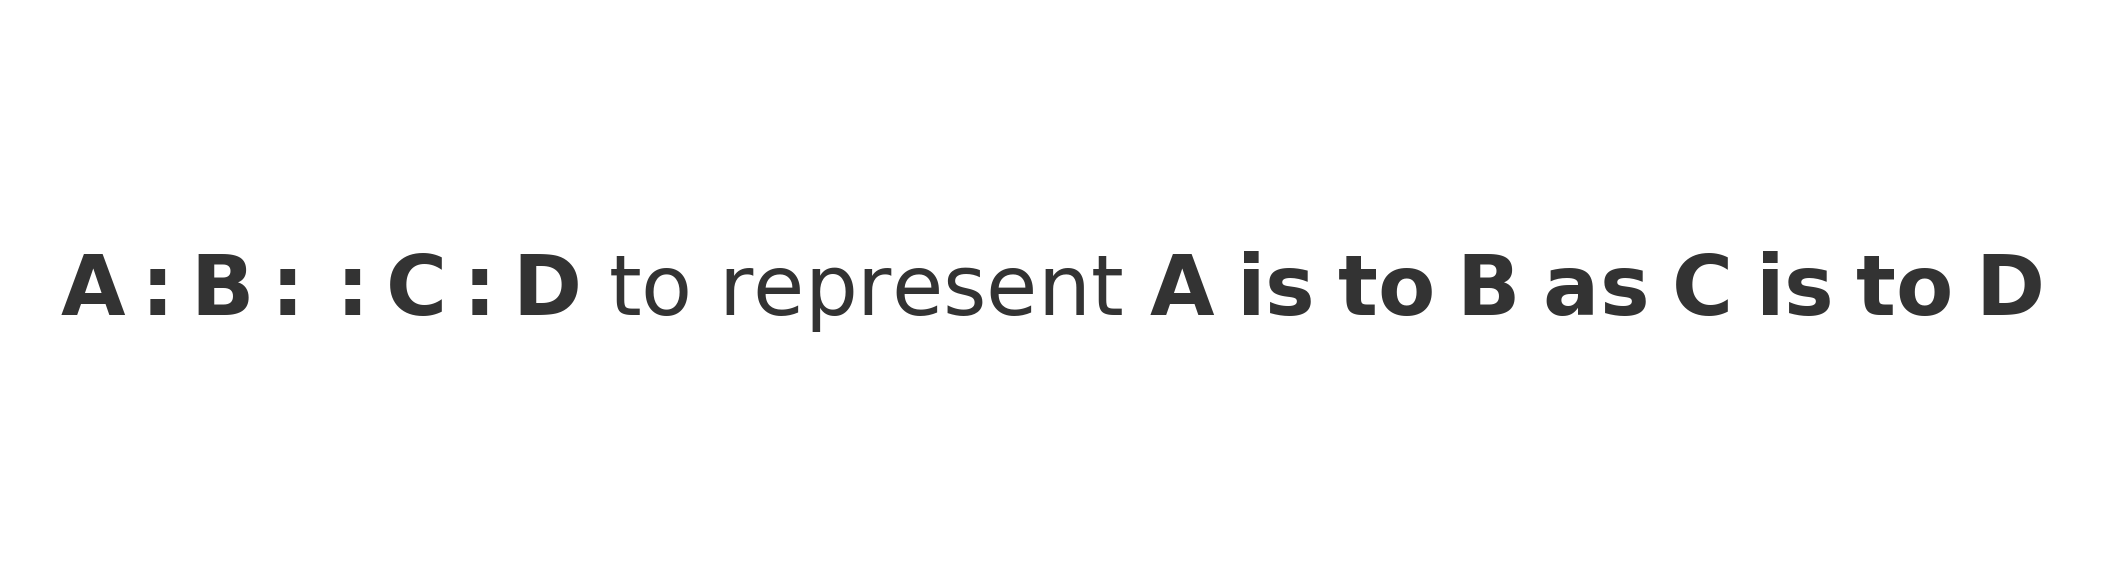 A : B : : C : D to represent A is to B as C is to D